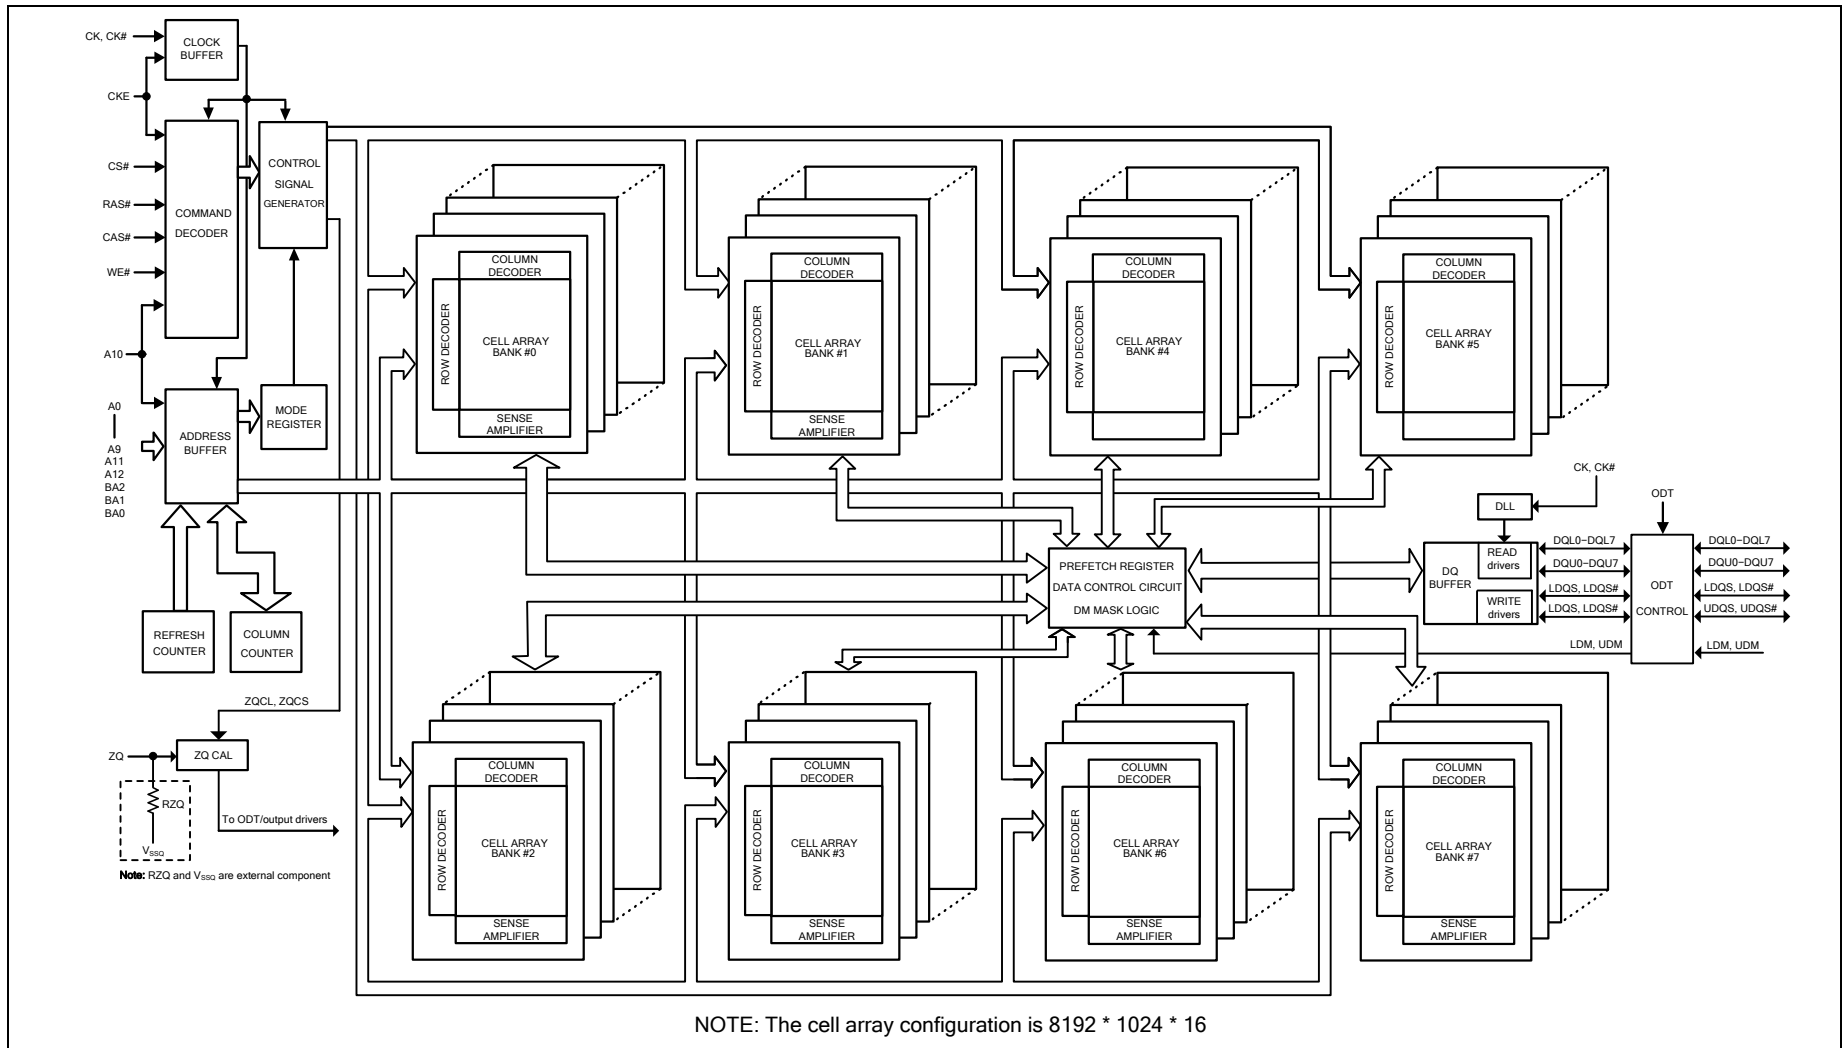 CK, CK#
CLOCK
BUFFER
CKE
CS#
RAS#
CAS#
WE#
A10
COMMAND
DECODER
CONTROL
SIGNAL
GENERATOR
A0
A9
A11
A12
BA2
BA1
BA0
ADDRESS
BUFFER
MODE
REGISTER
REFRESH
COUNTER
COLUMN
COUNTER
ZQCL, ZQCS
ZQ
ZQ CAL
RZQ
VSSQ
To ODT/output drivers
Note: RZQ and VSSQ are external component
COLUMN
DECODER
ROW DECODER
CELL ARRAY
BANK #0
SENSE
AMPLIFIER
COLUMN
DECODER
ROW DECODER
CELL ARRAY
BANK #1
SENSE
AMPLIFIER
COLUMN
DECODER
ROW DECODER
CELL ARRAY
BANK #4
COLUMN
DECODER
ROW DECODER
CELL ARRAY
BANK #5
PREFETCH REGISTER
DATA CONTROL CIRCUIT
DM MASK LOGIC
CK, CK#
DLL
ODT
DQ
BUFFER
READ
drivers
WRITE
drivers
DQL0~DQL7
DQU0~DQU7
LDQS, LDQS#
LDQS, LDQS#
LDM, UDM
ODT
CONTROL
DQL0~DQL7
DQU0~DQU7
LDQS, LDQS#
UDQS, UDQS#
LDM, UDM
COLUMN
DECODER
ROW DECODER
CELL ARRAY
BANK #2
SENSE
AMPLIFIER
COLUMN
DECODER
ROW DECODER
CELL ARRAY
BANK #3
SENSE
AMPLIFIER
COLUMN
DECODER
ROW DECODER
CELL ARRAY
BANK #6
SENSE
AMPLIFIER
COLUMN
DECODER
ROW DECODER
CELL ARRAY
BANK #7
SENSE
AMPLIFIER
NOTE: The cell array configuration is 8192 * 1024 * 16